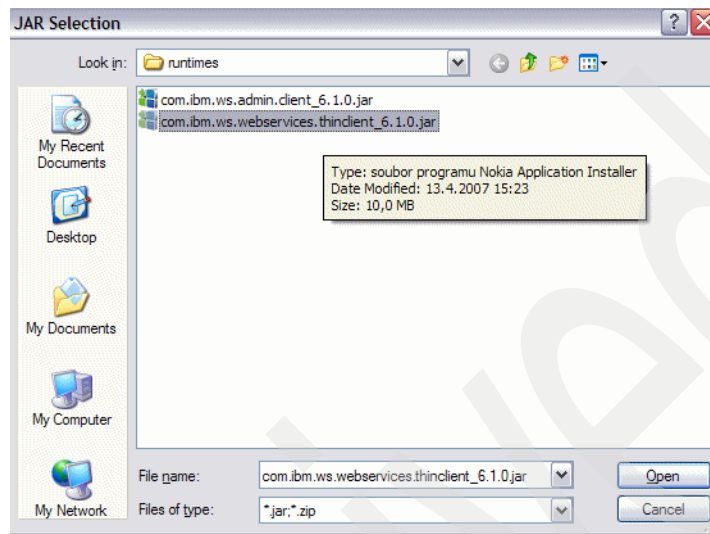 JAR Selection
Look in:
runtimes
com.ibm.ws.admin.client_6.1.0.jar
com.ibm.ws.webservices.thinclient_6.1.0.jar
Type: soubor programu Nokia Application Installer
Date Modified: 13.4.2007 15:23
Size: 10,0 MB
My Recent
Documents
Desktop
My Documents
My Computer
My Network
File name:
com.ibm.ws.webservices.thinclient_6.1.0.jar
Open
Files of type:
*.jar;*.zip
Cancel